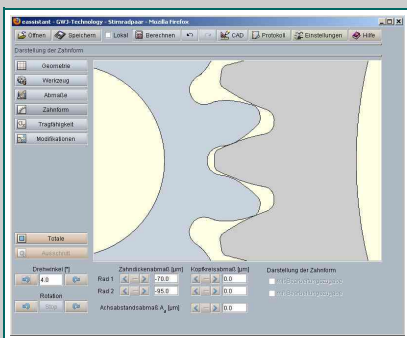 eassistant - GWJ-Technology - Stirnradpaar - Mozilla Firefox
Öffnen Speichern Lokal Berechnen CAD Protokoll Einstellungen Hilfe
Darstellung der Zahnform
Geometrie
Werkzeug
Abmaße
Zahnform
Tragfähigkeit
Modifikationen
Totale
Ausschnitt
Drehwinkel [°]
4.0
Rotation
Stop
Zahndickenabmaß [µm]
Kopfkreisabmaß [µm]
Rad 1 -70.0 0.0
Rad 2 -95.0 0.0
Achsabstandsabmaß A [µm] 0.0
Darstellung der Zahnform
mit Bearbeitungszugabe